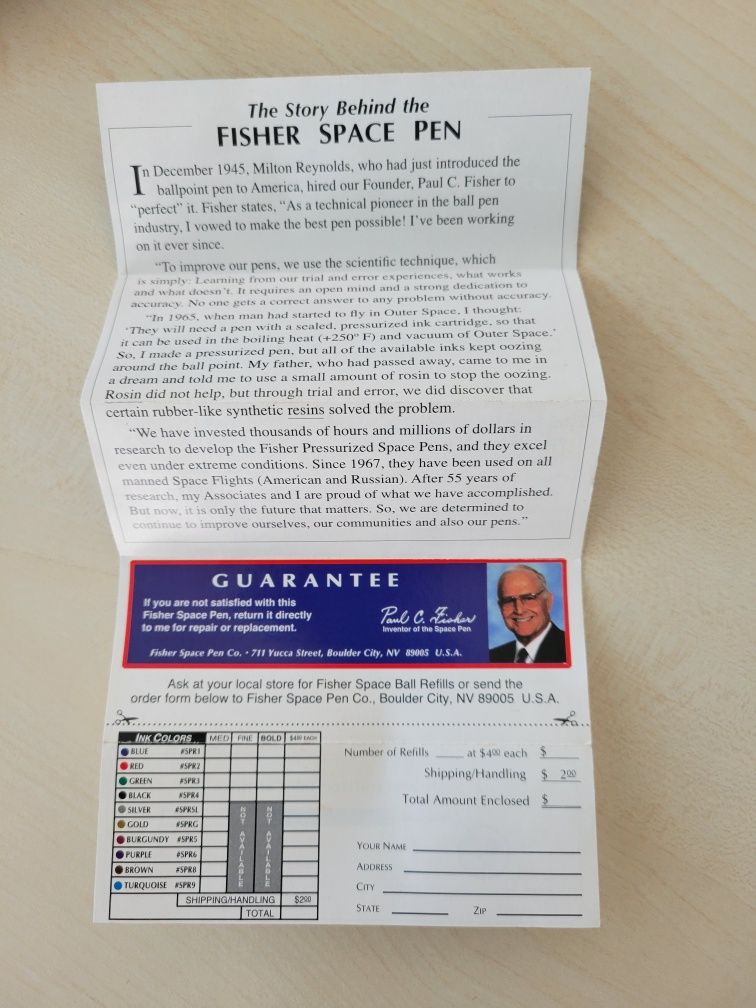 The Story Behind the
FISHER SPACE PEN
In December 1945, Milton Reynolds, who had just introduced the
ballpoint pen to America, hired our Founder, Paul C. Fisher to
"perfect" it. Fisher states, "As a technical pioneer in the ball pen
industry, I vowed to make the best pen possible! I've been working
on it ever since.
"To improve our pens, we use the scientific technique, which
is simply: Learning from our trial and error experiences, what works
and what doesn't. It requires an open mind and a strong dedication to
accuracy. No one gets a correct answer to any problem without accuracy.
"In 1965, when man had started to fly in Outer Space, I thought:
'They will need a pen with a sealed, pressurized ink cartridge, so that
it can be used in the boiling heat (+250° F) and vacuum of Outer Space.'
So, I made a pressurized pen, but all of the available inks kept oozing
around the ball point. My father, who had passed away, came to me in
a dream and told me to use a small amount of rosin to stop the oozing.
Rosin did not help, but through trial and error, we did discover that
certain rubber-like synthetic resins solved the problem.
"We have invested thousands of hours and millions of dollars in
research to develop the Fisher Pressurized Space Pens, and they excel
even under extreme conditions. Since 1967, they have been used on all
manned Space Flights (American and Russian). After 55 years of
research, my Associates and I are proud of what we have accomplished.
But now, it is only the future that matters. So, we are determined to
continue to improve ourselves, our communities and also our pens."
GUARANTEE
If you are not satisfied with this
Fisher Space Pen, return it directly
to me for repair or replacement.
Paul C. Fisher
Inventor of the Space Pen
Fisher Space Pen Co. • 711 Yucca Street, Boulder City, NV 89005 U.S.A.
Ask at your local store for Fisher Space Ball Refills or send the
order form below to Fisher Space Pen Co., Boulder City, NV 89005 U.S.A.
INK COLORS MED FINE BOLD $4.00 EACH
BLUE #SPR1
RED #SPR2
GREEN #SPR3
BLACK #SPR4
SILVER #SPRSL
GOLD #SPRG
BURGUNDY #SPR5
PURPLE #SPR6
BROWN #SPR8
TURQUOISE #SPR9
NOT AVAILABLE
NOT AVAILABLE
SHIPPING/HANDLING $2.00
TOTAL
Number of Refills ____ at $4.00 each $ ____
Shipping/Handling $ 2.00
Total Amount Enclosed $ ____
YOUR NAME
ADDRESS
CITY
STATE ZIP